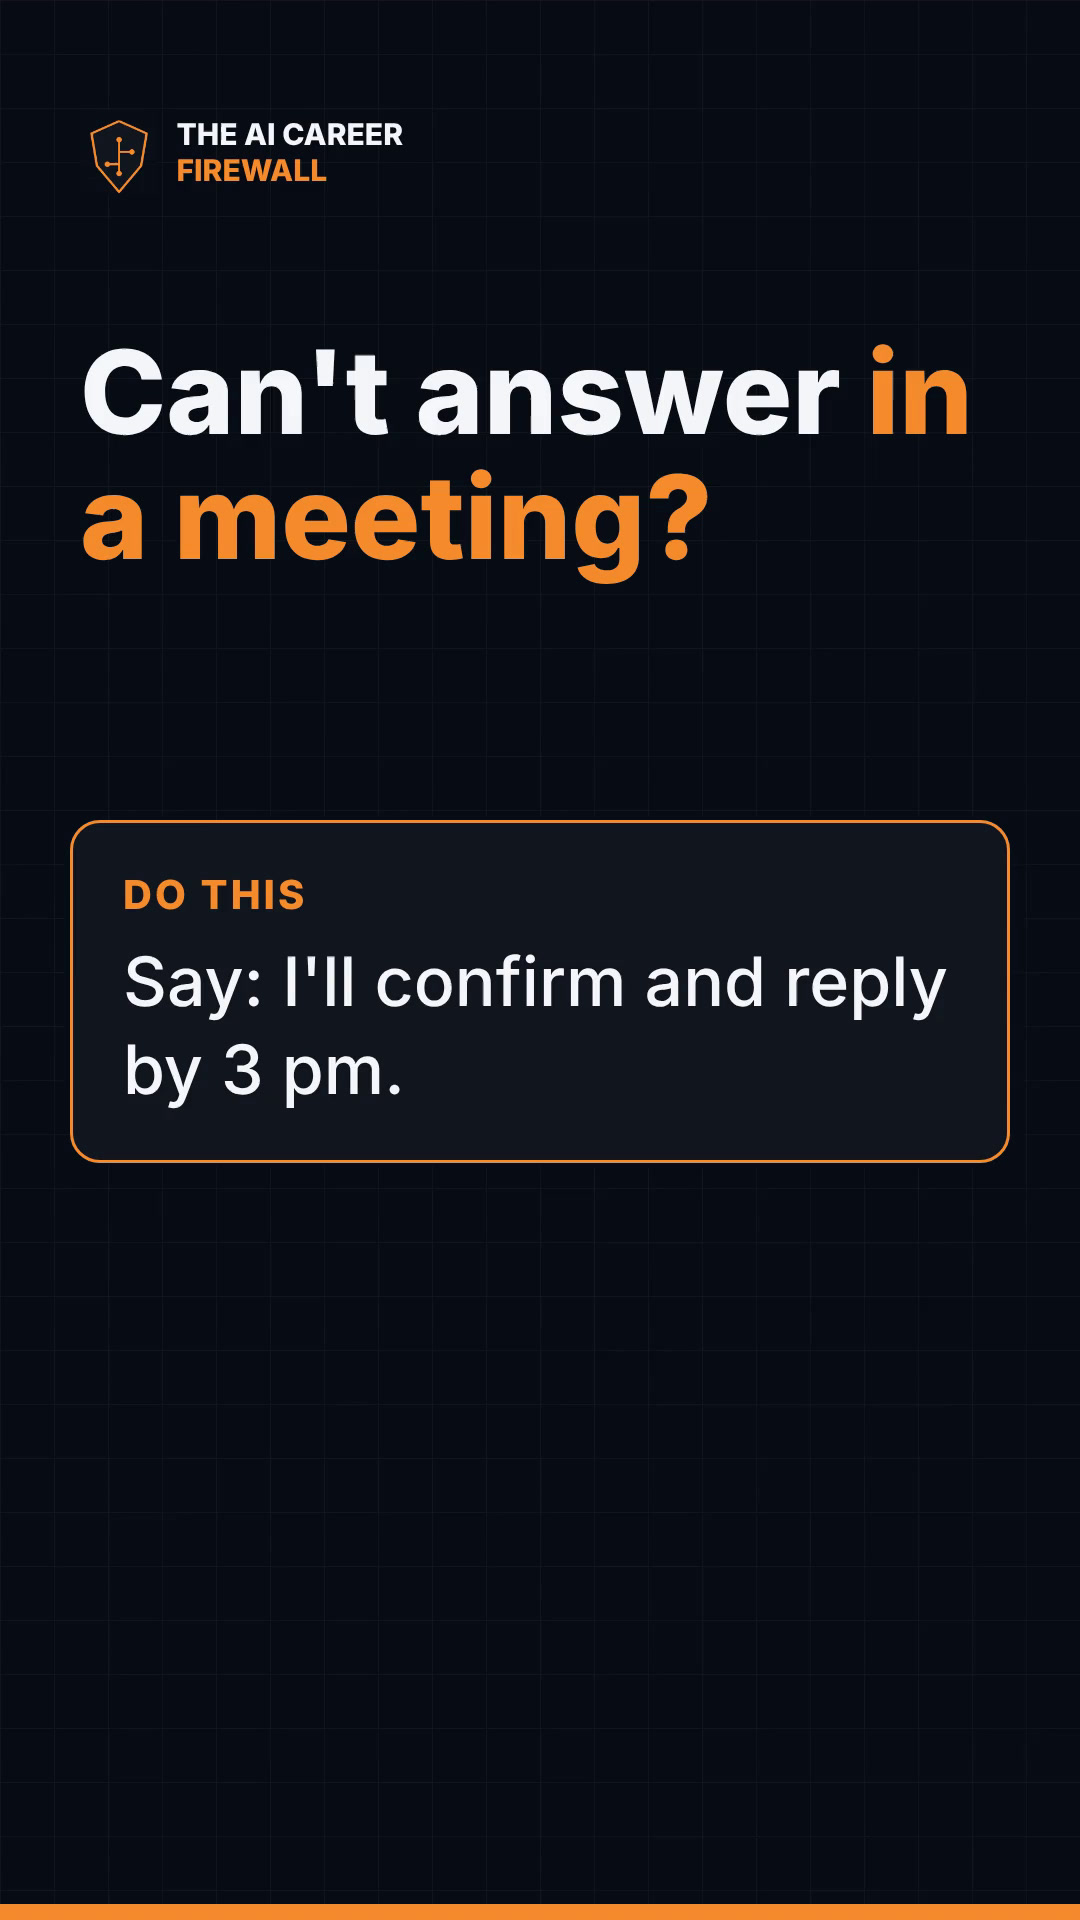 THE AI CAREER
FIREWALL
Can't answer in
a meeting?
DO THIS
Say: I'll confirm and reply
by 3 pm.